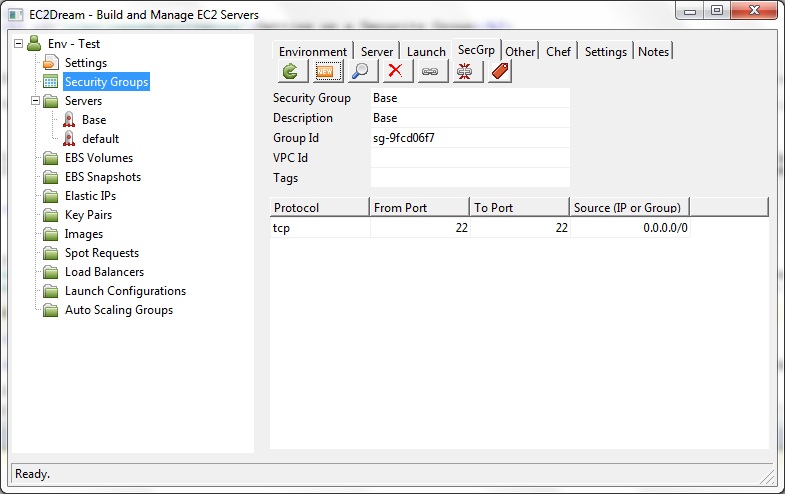 EC2Dream - Build and Manage EC2 Servers
Env - Test
Settings
Security Groups
Servers
Base
default
EBS Volumes
EBS Snapshots
Elastic IPs
Key Pairs
Images
Spot Requests
Load Balancers
Launch Configurations
Auto Scaling Groups
Environment Server Launch SecGrp Other Chef Settings Notes
NEW
Security Group Base
Description Base
Group Id sg-9fcd06f7
VPC Id
Tags
Protocol From Port To Port Source (IP or Group)
tcp 22 22 0.0.0.0/0
Ready.